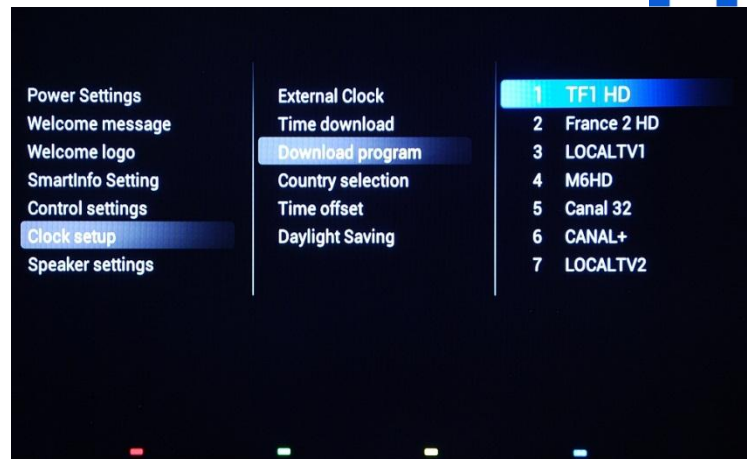 Power Settings
Welcome message
Welcome logo
SmartInfo Setting
Control settings
Clock setup
Speaker settings
External Clock
Time download
Download program
Country selection
Time offset
Daylight Saving
1 TF1 HD
2 France 2 HD
3 LOCALTV1
4 M6HD
5 Canal 32
6 CANAL+
7 LOCALTV2